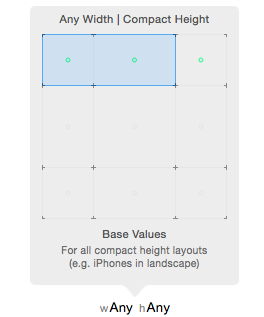 Any Width | Compact Height
Base Values
For all compact height layouts
(e.g. iPhones in landscape)
wAny hAny